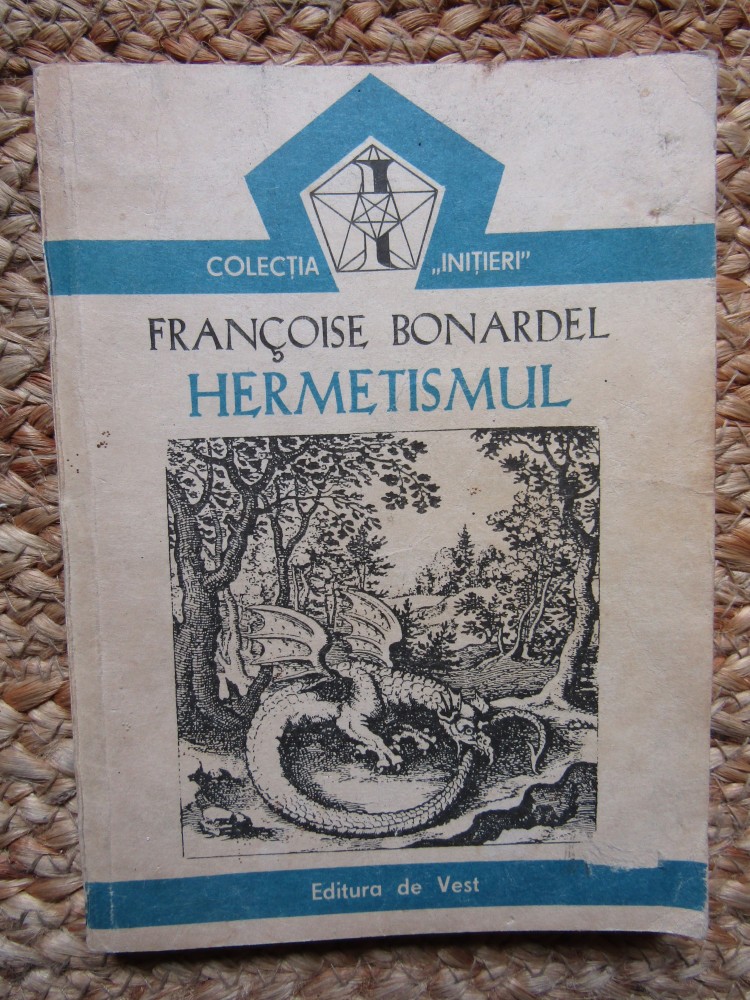 COLECȚIA „INIȚIERI”
FRANÇOISE BONARDEL
HERMETISMUL
Editura de Vest